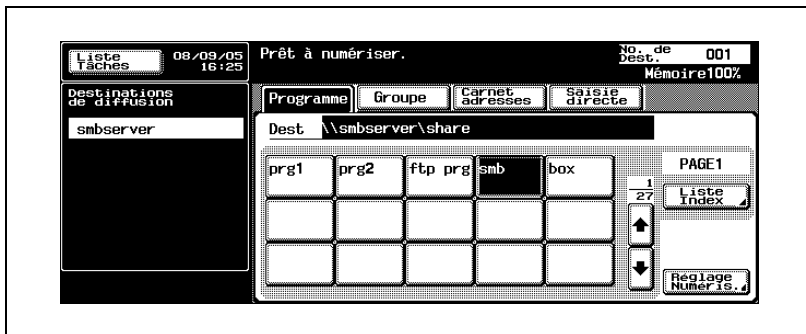 Liste Tâches
08/09/05
16:25
Prêt à numériser.
No. de Dest.
001
Mémoire100%
Destinations de diffusion
smbserver
Programme
Groupe
Carnet adresses
Saisie directe
Dest \\smbserver\share
prg1
prg2
ftp prg
smb
box
1
27
PAGE1
Liste Index
Réglage Numéris.